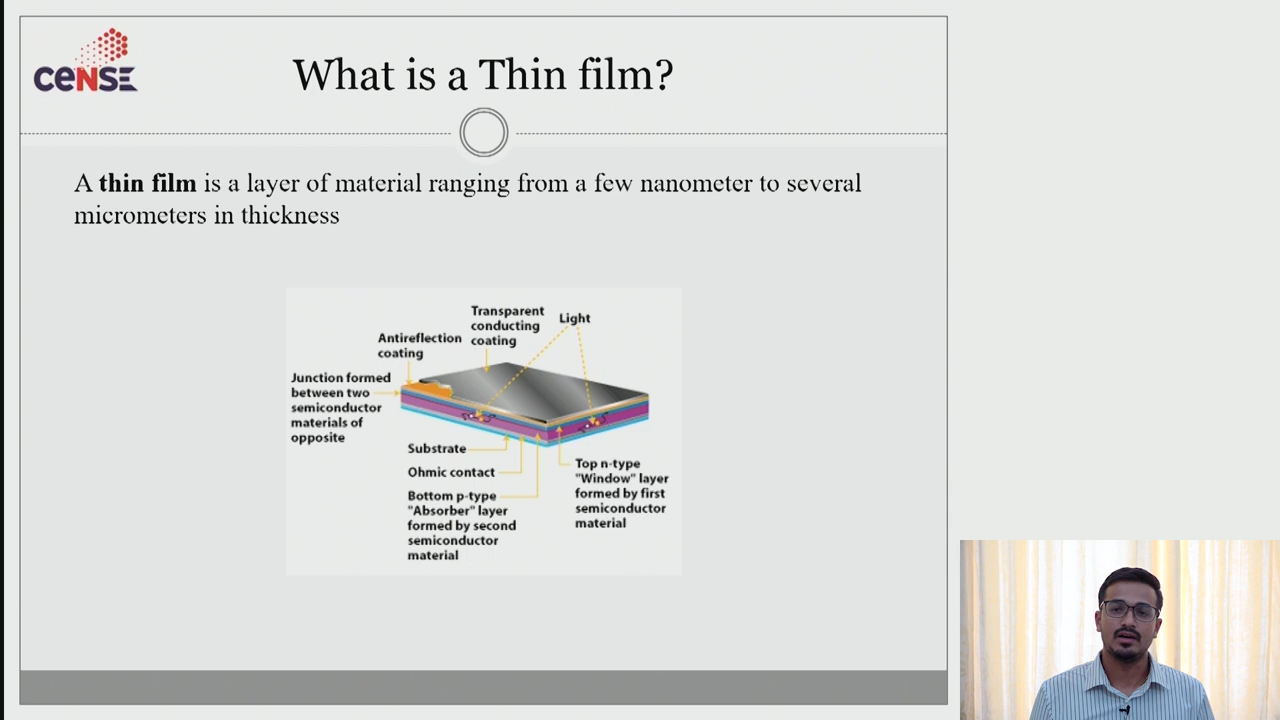 ceNSE
What is a Thin film?
A thin film is a layer of material ranging from a few nanometer to several
micrometers in thickness
Transparent
conducting
coating
Light
Antireflection
coating
Junction formed
between two
semiconductor
materials of
opposite
Substrate
Ohmic contact
Bottom p-type
"Absorber" layer
formed by second
semiconductor
material
Top n-type
"Window" layer
formed by first
semiconductor
material